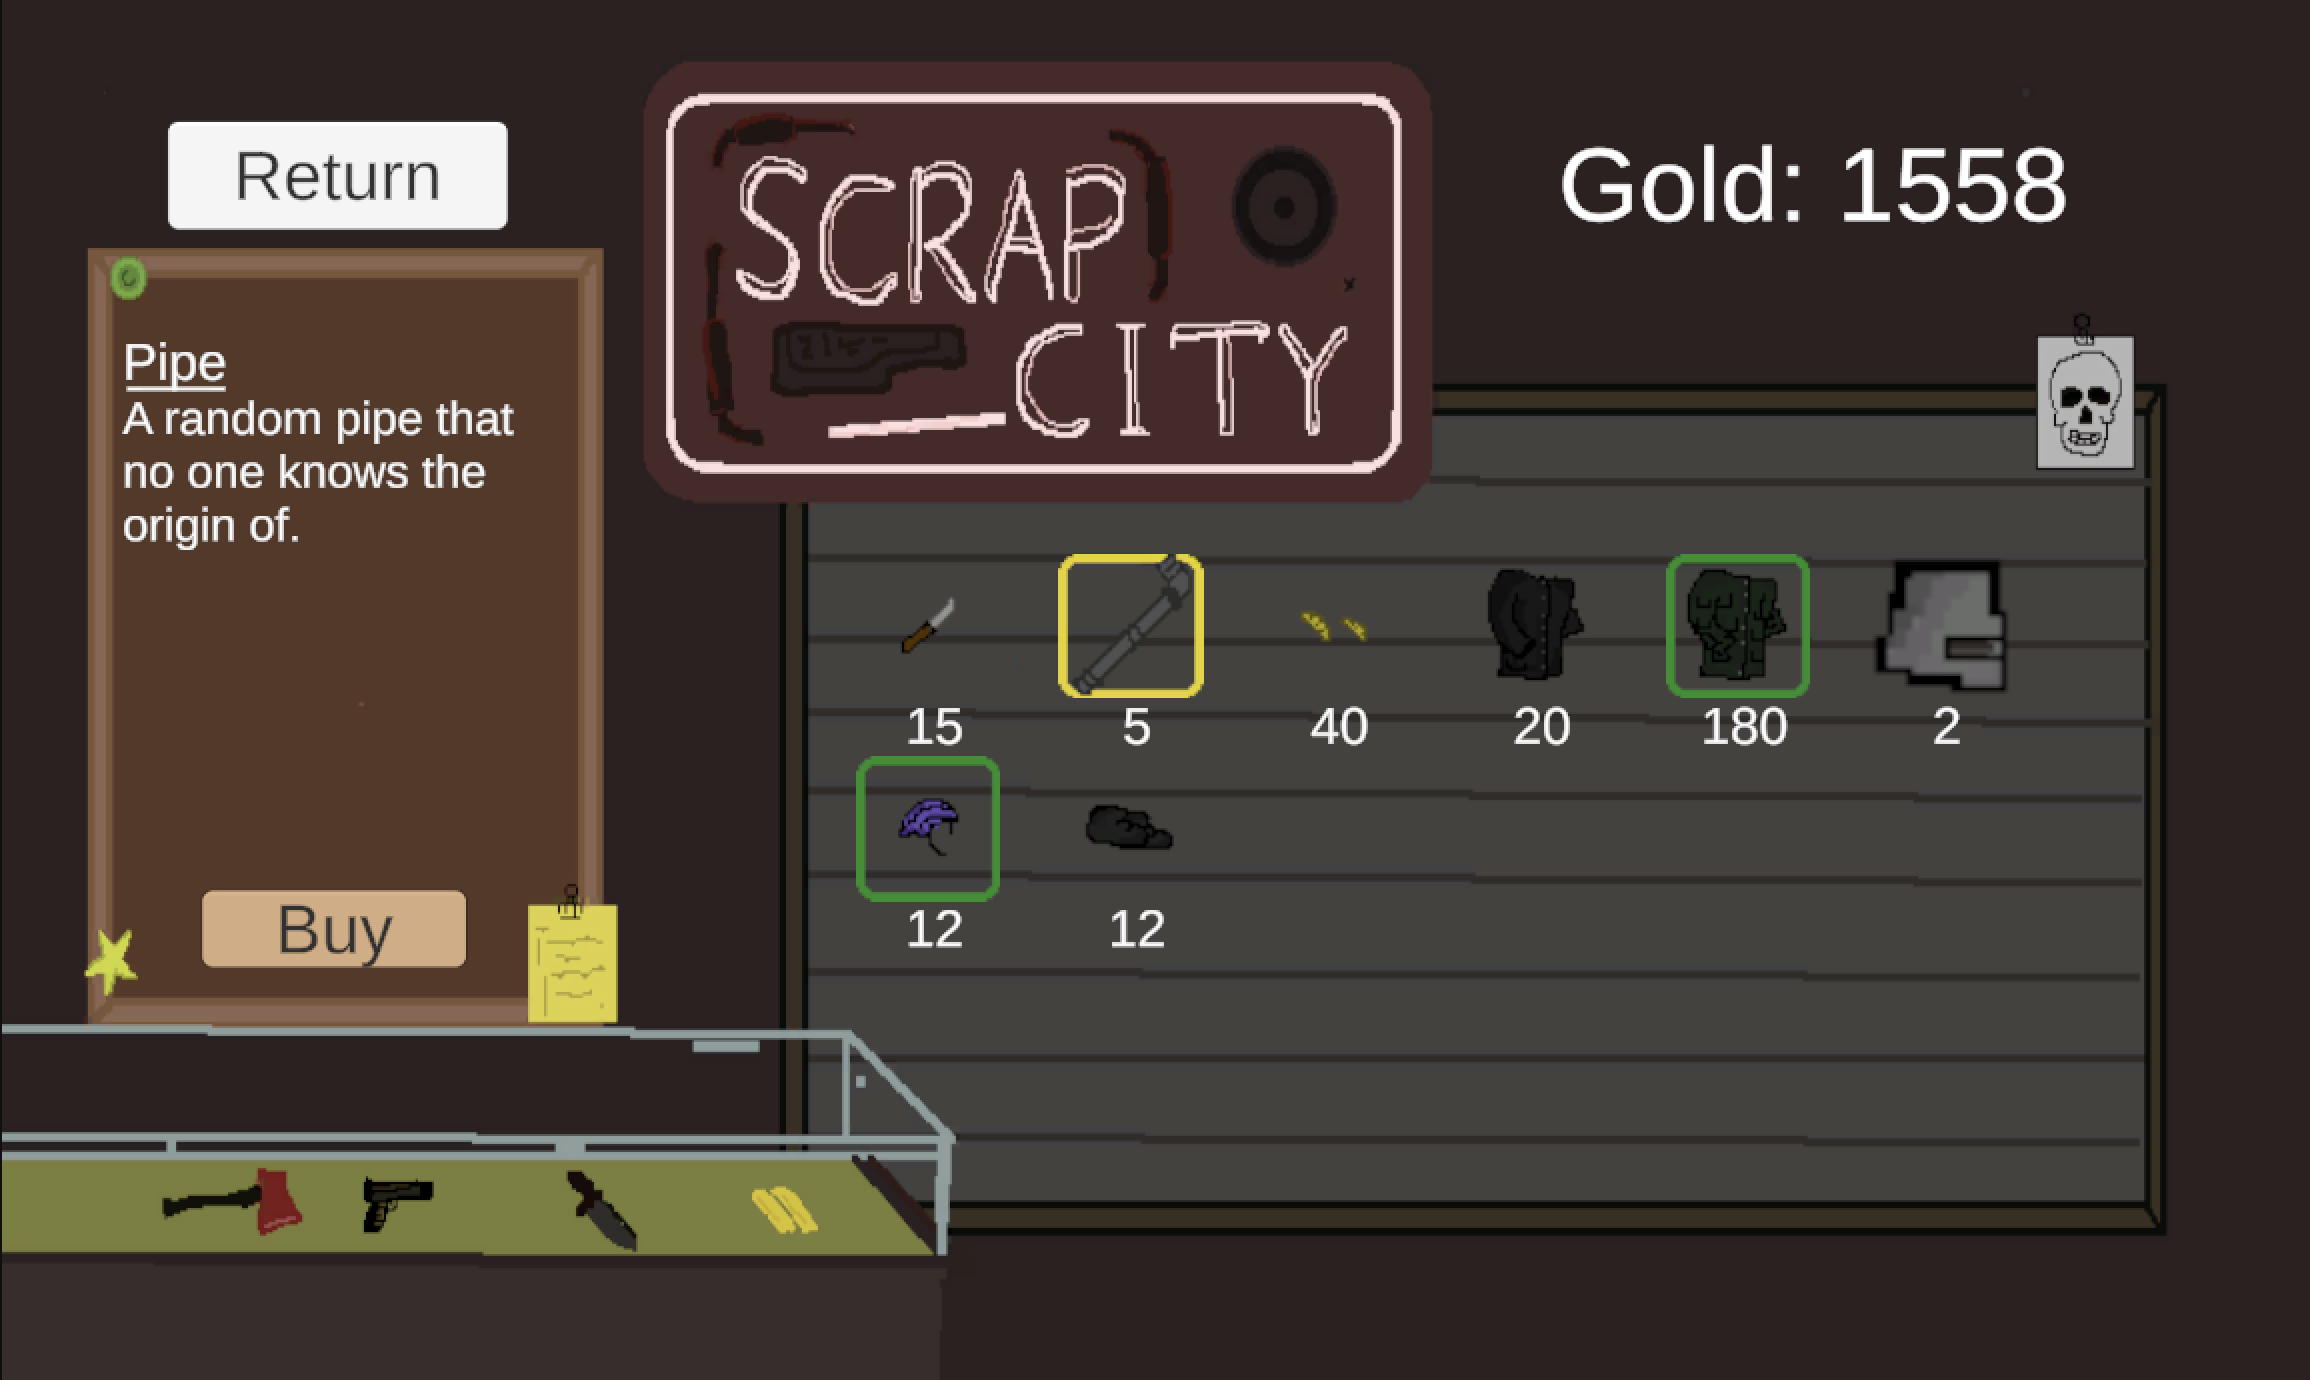 Return
SCRAP
CITY
Gold: 1558
Pipe
A random pipe that
no one knows the
origin of.
Buy
15 5 40 20 180 2
12 12